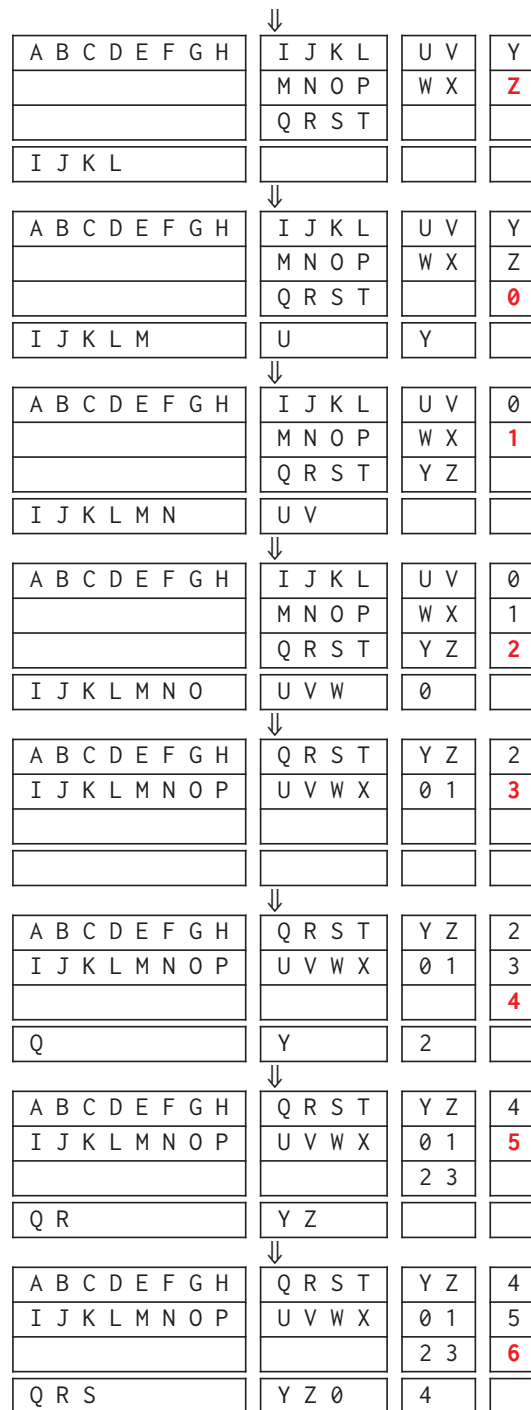 ⇓
A B C D E F G H I J K L U V Y
M N O P W X Z
Q R S T
I J K L
⇓
A B C D E F G H I J K L U V Y
M N O P W X Z
Q R S T 0
I J K L M U Y
⇓
A B C D E F G H I J K L U V 0
M N O P W X 1
Q R S T Y Z
I J K L M N U V
⇓
A B C D E F G H I J K L U V 0
M N O P W X 1
Q R S T Y Z 2
I J K L M N O U V W 0
⇓
A B C D E F G H Q R S T Y Z 2
I J K L M N O P U V W X 0 1 3
⇓
A B C D E F G H Q R S T Y Z 2
I J K L M N O P U V W X 0 1 3
4
Q Y 2
⇓
A B C D E F G H Q R S T Y Z 4
I J K L M N O P U V W X 0 1 5
2 3
Q R Y Z
⇓
A B C D E F G H Q R S T Y Z 4
I J K L M N O P U V W X 0 1 5
2 3 6
Q R S Y Z 0 4